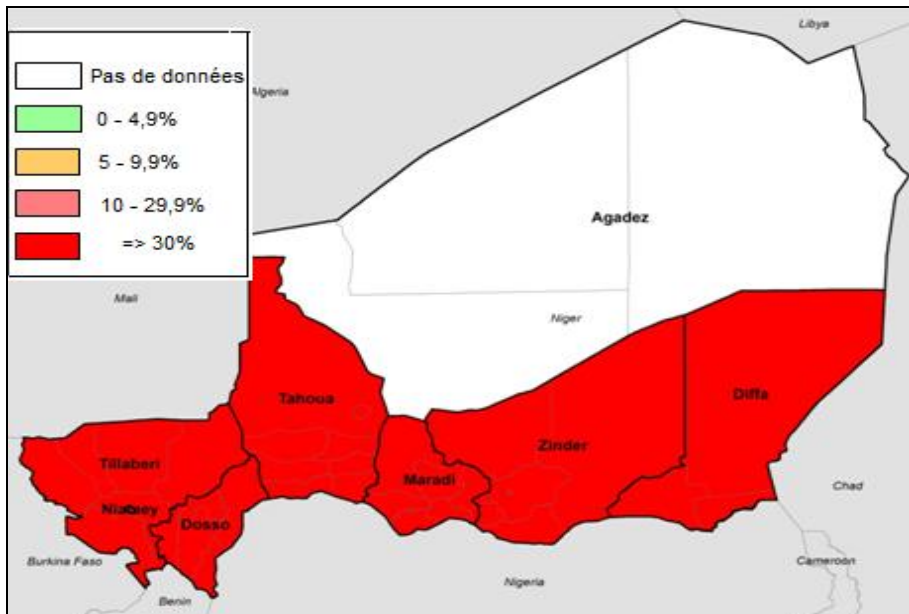 Pas de données
0 - 4,9%
5 - 9,9%
10 - 29,9%
=> 30%
Libya
Algeria
Agadez
Mali
Niger
Tahoua
Diffa
Zinder
Tillaberi
Maradi
Niamey
Dosso
Chad
Burkina Faso
Nigeria
Cameroon
Benin